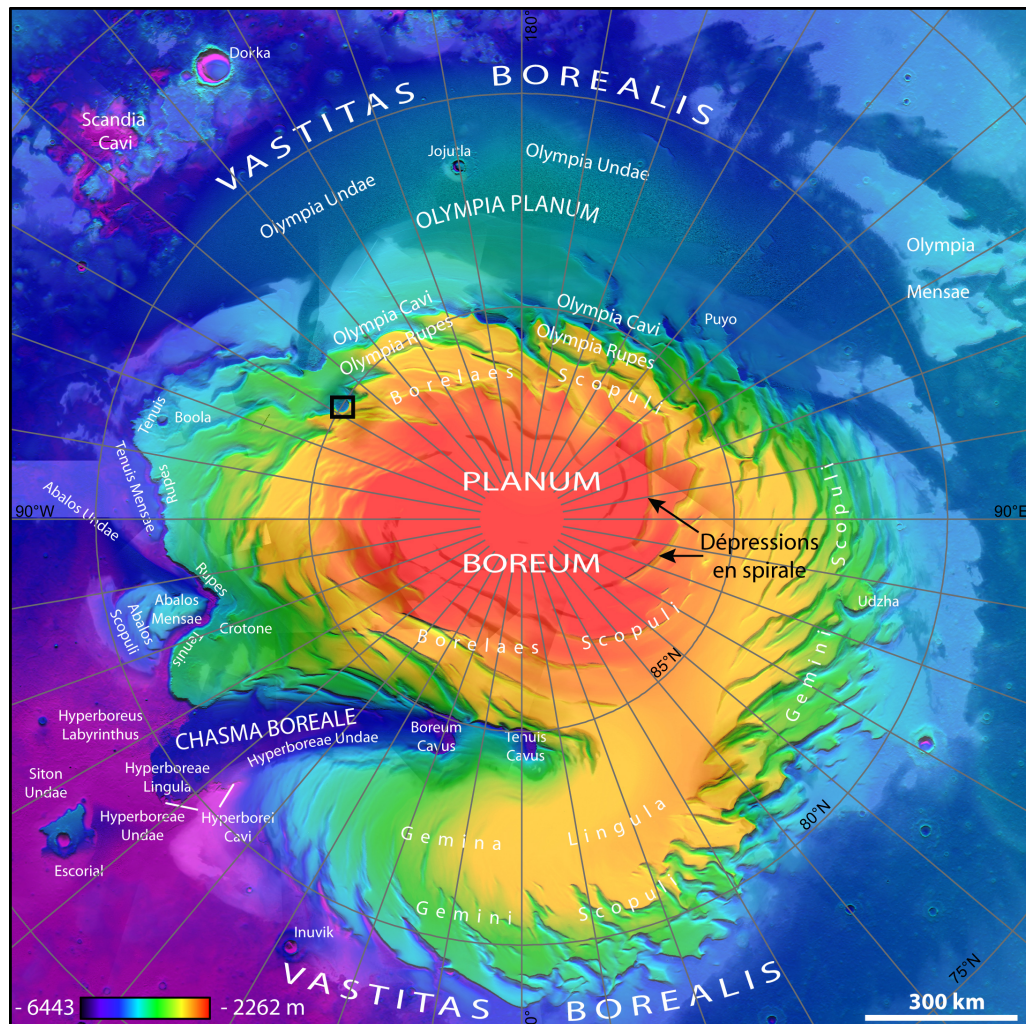 180°
Dorka
VASTITAS BOREALIS
Scandia
Cavi
Jojutla
Olympia Undae
Olympia Undae
OLYMPIA PLANUM
Olympia
Mensae
Olympia Cavi
Olympia Cavi
Puyo
Olympia Rupes
Olympia Rupes
Borelaes Scopuli
Tenuis
Rupes
Boola
Tenuis Mensae
Abalos Undae
PLANUM
BOREUM
90°W
90°E
Dépressions
en spirale
Scopuli
Gemini
Udzha
Rupes
Tenuis
Abalos
Mensae
Abalos
Scopuli
Crotone
Borelaes Scopuli
85°N
Hyperboreus
Labyrinthus
CHASMA BOREALE
Hyperboreae Undae
Boreum
Cavus
Tenuis
Cavus
Siton
Undae
Hyperboreae
Lingula
Hyperboreae
Undae
Hyperborei
Cavi
80°N
Escorial
Gemina Lingula
Gemini Scopuli
Inuvik
75°N
VASTITAS BOREALIS
0°
- 6443
- 2262 m
300 km